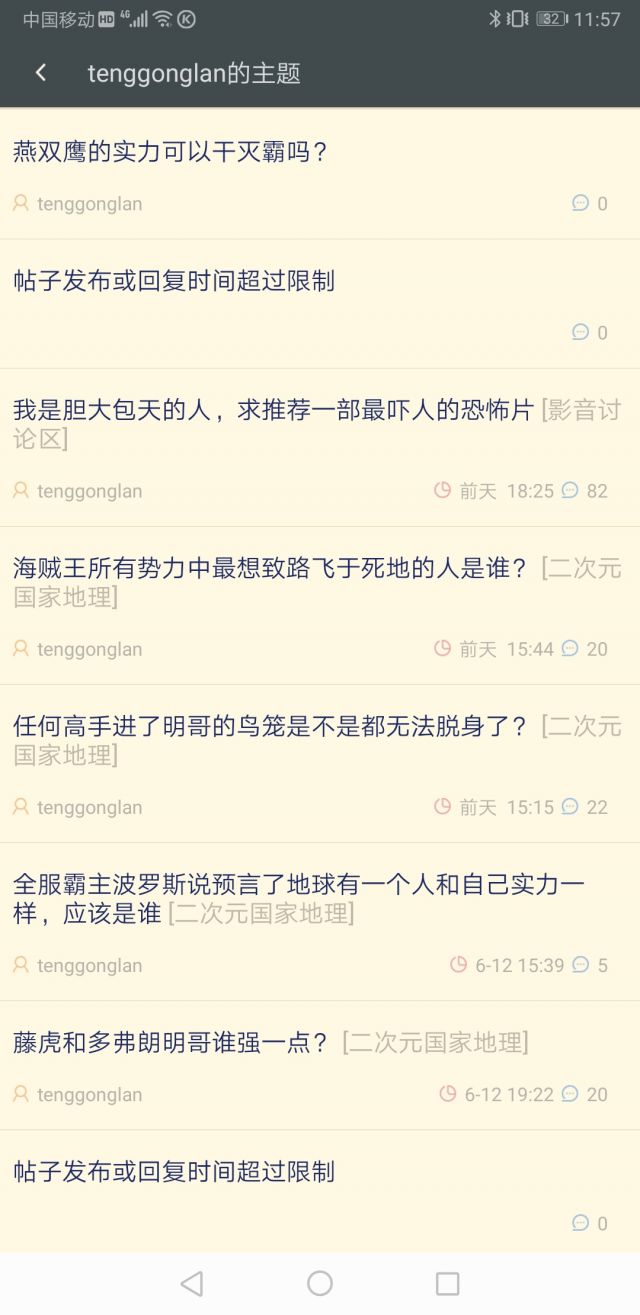 中国移动 HD 4G 32 11:57
tenggonglan的主题
燕双鹰的实力可以干灭霸吗？
tenggonglan 0
帖子发布或回复时间超过限制
0
我是胆大包天的人，求推荐一部最吓人的恐怖片 [影音讨
论区]
tenggonglan 前天 18:25 82
海贼王所有势力中最想致路飞于死地的人是谁？ [二次元
国家地理]
tenggonglan 前天 15:44 20
任何高手进了明哥的鸟笼是不是都无法脱身了？ [二次元
国家地理]
tenggonglan 前天 15:15 22
全服霸主波罗斯说预言了地球有一个人和自己实力一
样，应该是谁 [二次元国家地理]
tenggonglan 6-12 15:39 5
藤虎和多弗朗明哥谁强一点？ [二次元国家地理]
tenggonglan 6-12 19:22 20
帖子发布或回复时间超过限制
0